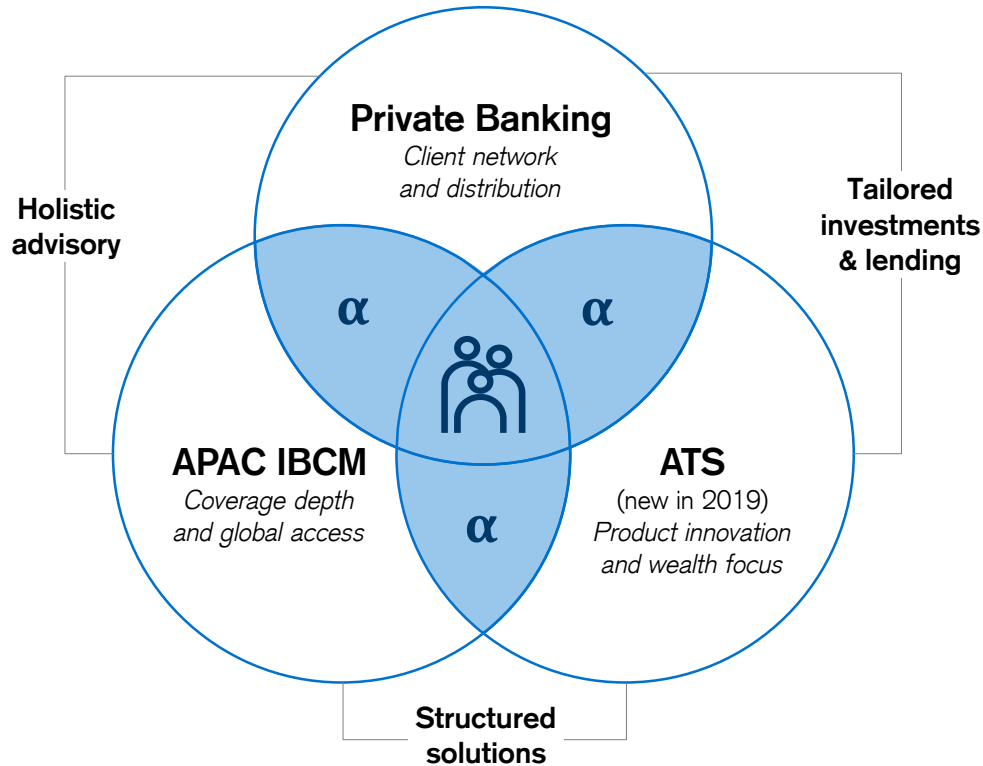 Private Banking
Client network
and distribution
Holistic
advisory
Tailored
investments
& lending
α
α
APAC IBCM
Coverage depth
and global access
ATS
(new in 2019)
Product innovation
and wealth focus
α
Structured
solutions